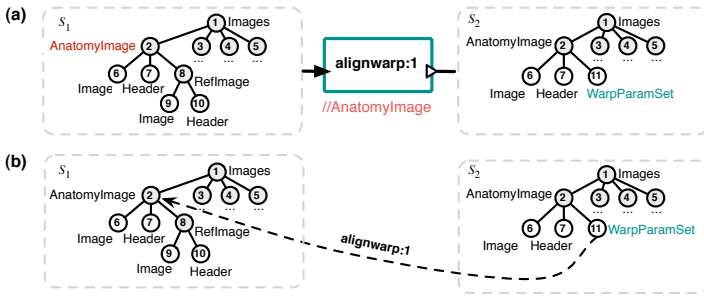 (a)
S1
1 Images
AnatomyImage 2 3 4 5
... ... ...
6 7 8 RefImage
Image Header
9 10
Image Header
alignwarp:1
//AnatomyImage
S2
1 Images
AnatomyImage 2 3 4 5
... ... ...
6 7 11
Image Header WarpParamSet
(b)
S1
1 Images
AnatomyImage 2 3 4 5
... ... ...
6 7 8 RefImage
Image Header
9 10
Image Header
alignwarp:1
S2
1 Images
AnatomyImage 2 3 4 5
... ... ...
6 7 11 WarpParamSet
Image Header